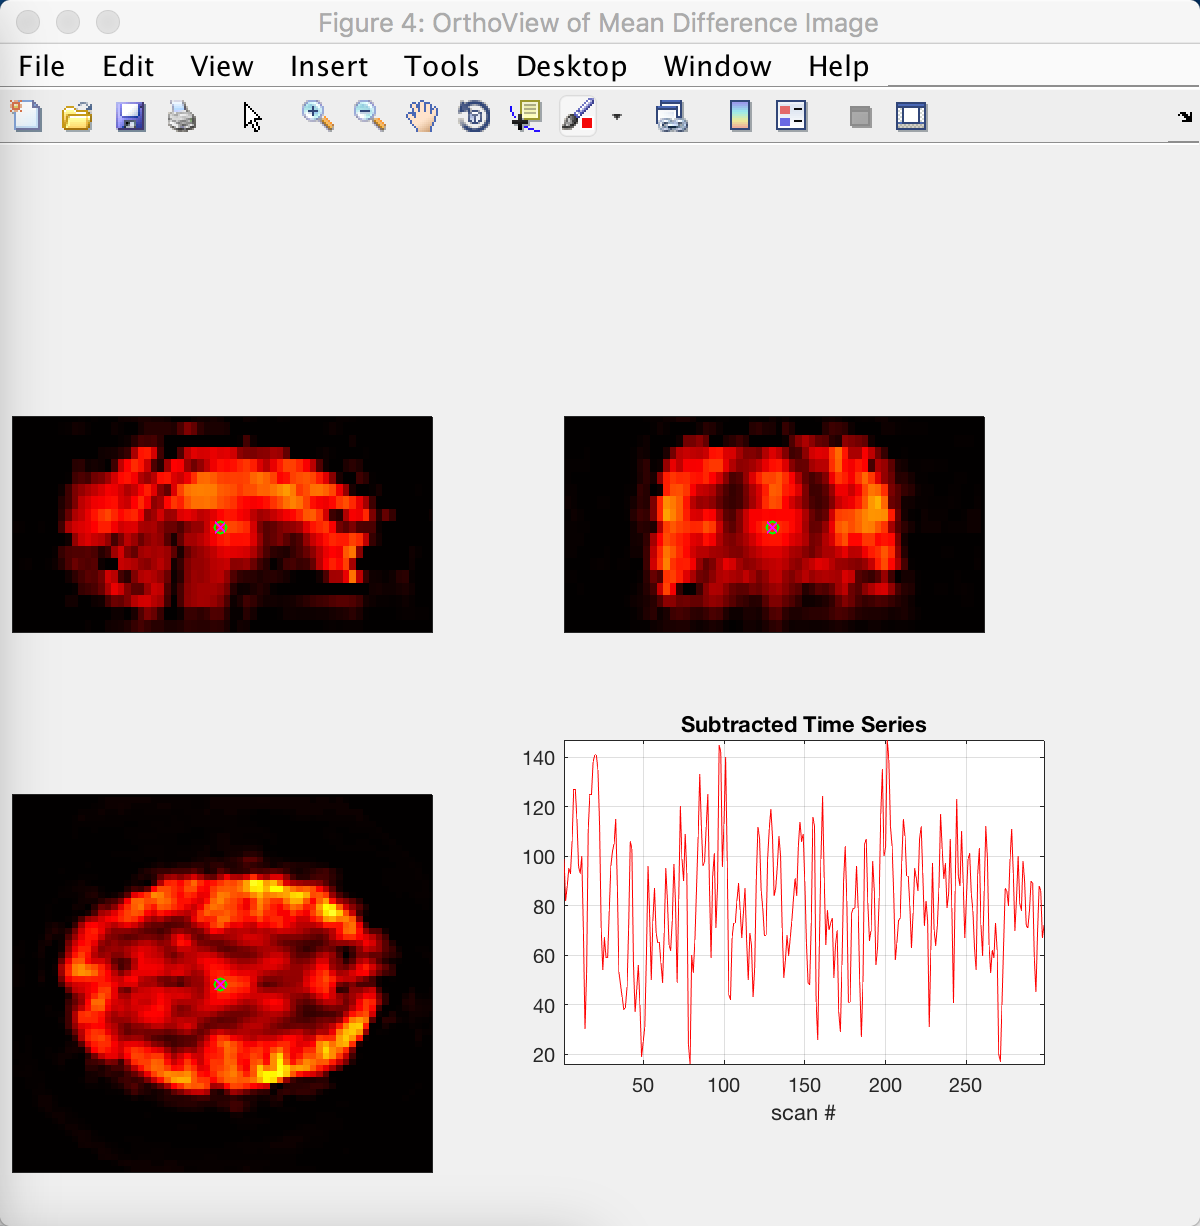 Figure 4: OrthoView of Mean Difference Image
File Edit View Insert Tools Desktop Window Help
Subtracted Time Series
140
120
100
80
60
40
20
50 100 150 200 250
scan #